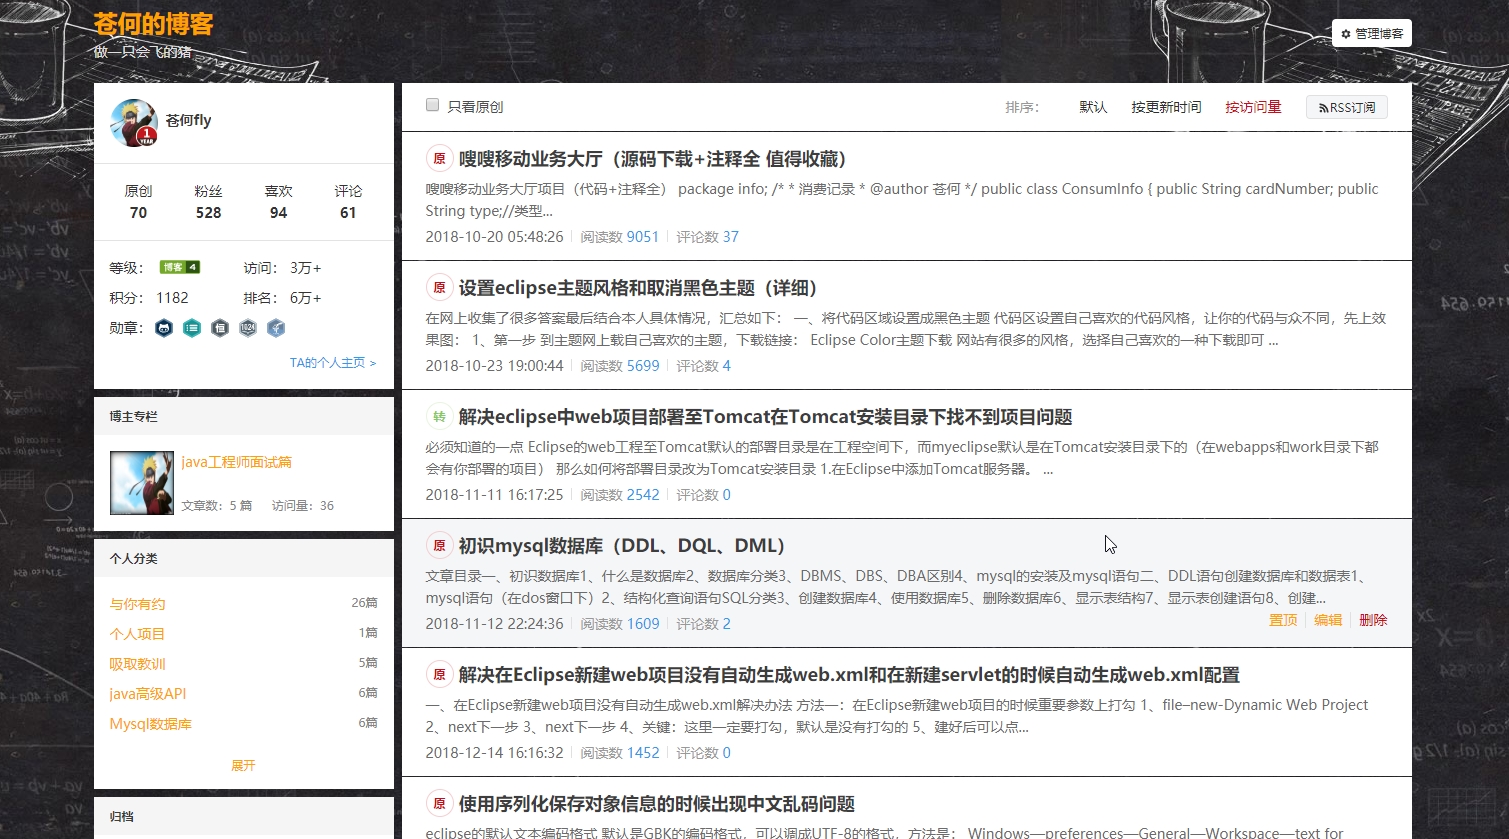 苍何的博客
做一只会飞的猪
管理博客
苍何fly
原创 粉丝 喜欢 评论
70 528 94 61
等级： 博客 4 访问： 3万+
积分： 1182 排名： 6万+
勋章：
TA的个人主页 >
博主专栏
java工程师面试篇
文章数：5 篇 访问量：36
个人分类
与你有约 26篇
个人项目 1篇
吸取教训 5篇
java高级API 6篇
Mysql数据库 6篇
展开
归档
只看原创 排序： 默认 按更新时间 按访问量 RSS订阅
原 嗖嗖移动业务大厅（源码下载+注释全 值得收藏）
嗖嗖移动业务大厅项目（代码+注释全） package info; /* * 消费记录 * @author 苍何 */ public class ConsumInfo { public String cardNumber; public
String type;//类型...
2018-10-20 05:48:26 阅读数 9051 评论数 37
原 设置eclipse主题风格和取消黑色主题（详细）
在网上收集了很多答案最后结合本人具体情况，汇总如下： 一、将代码区域设置成黑色主题 代码区设置自己喜欢的代码风格，让你的代码与众不同，先上效
果图： 1、第一步 到主题网上载自己喜欢的主题，下载链接： Eclipse Color主题下载 网站有很多的风格，选择自己喜欢的一种下载即可 ...
2018-10-23 19:00:44 阅读数 5699 评论数 4
转 解决eclipse中web项目部署至Tomcat在Tomcat安装目录下找不到项目问题
必须知道的一点 Eclipse的web工程至Tomcat默认的部署目录是在工程空间下，而myeclipse默认是在Tomcat安装目录下的（在webapps和work目录下都
会有你部署的项目） 那么如何将部署目录改为Tomcat安装目录 1.在Eclipse中添加Tomcat服务器。 ...
2018-11-11 16:17:25 阅读数 2542 评论数 0
原 初识mysql数据库（DDL、DQL、DML）
文章目录一、初识数据库1、什么是数据库2、数据库分类3、DBMS、DBS、DBA区别4、mysql的安装及mysql语句二、DDL语句创建数据库和数据表1、
mysql语句（在dos窗口下）2、结构化查询语句SQL分类3、创建数据库4、使用数据库5、删除数据库6、显示表结构7、显示表创建语句8、创建...
2018-11-12 22:24:36 阅读数 1609 评论数 2 置顶 编辑 删除
原 解决在Eclipse新建web项目没有自动生成web.xml和在新建servlet的时候自动生成web.xml配置
一、在Eclipse新建web项目没有自动生成web.xml解决办法 方法一：在Eclipse新建web项目的时候重要参数上打勾 1、file–new-Dynamic Web Project
2、next下一步 3、next下一步 4、关键：这里一定要打勾，默认是没有打勾的 5、建好后可以点...
2018-12-14 16:16:32 阅读数 1452 评论数 0
原 使用序列化保存对象信息的时候出现中文乱码问题
eclipse的默认文本编码格式 默认是GBK的编码格式，可以调成UTF-8的格式，方法是： Windows—preferences—General—Workspace—text for